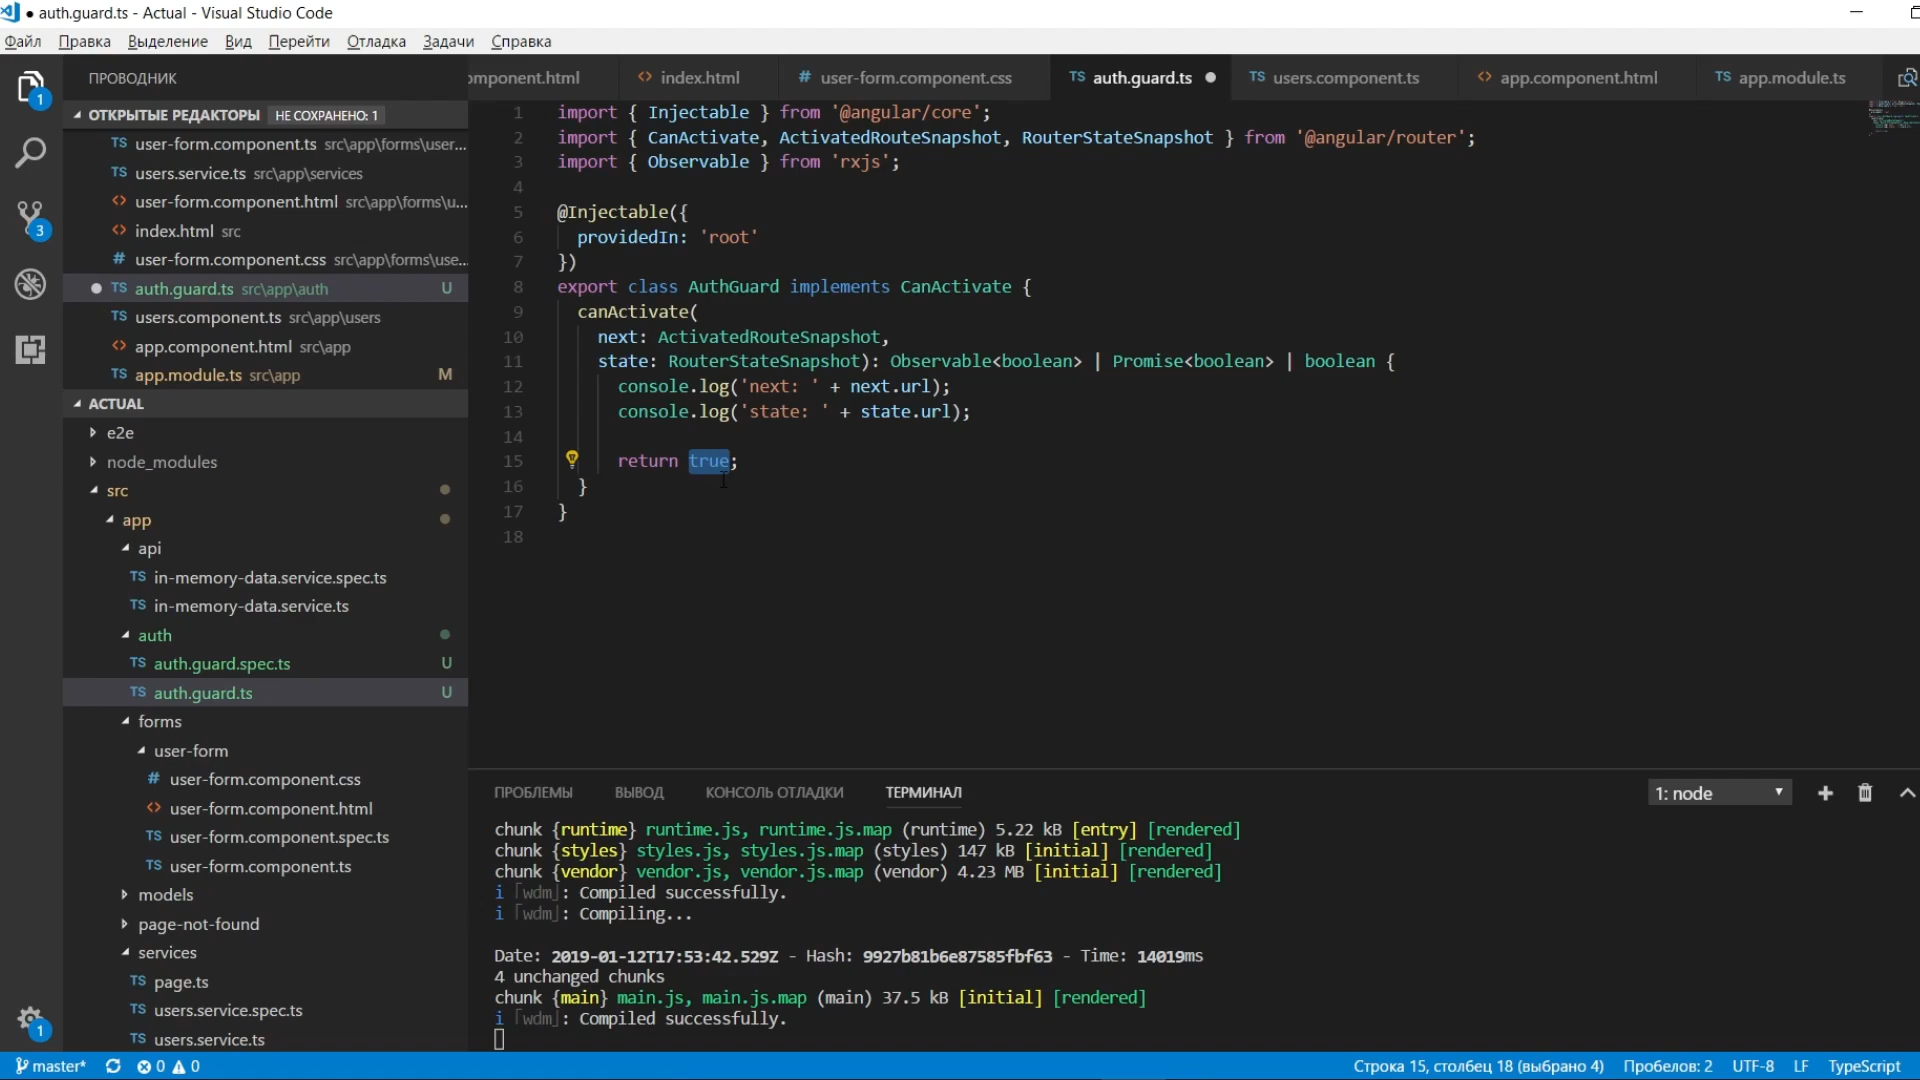 ● auth.guard.ts - Actual - Visual Studio Code
Файл Правка Выделение Вид Перейти Отладка Задачи Справка
ПРОВОДНИК
ОТКРЫТЫЕ РЕДАКТОРЫ НЕ СОХРАНЕНО: 1
TS user-form.component.ts src\app\forms\user...
TS users.service.ts src\app\services
<> user-form.component.html src\app\forms\u...
<> index.html src
# user-form.component.css src\app\forms\use...
● TS auth.guard.ts src\app\auth U
TS users.component.ts src\app\users
<> app.component.html src\app
TS app.module.ts src\app M
ACTUAL
e2e
node_modules
src
app
api
TS in-memory-data.service.spec.ts
TS in-memory-data.service.ts
auth
TS auth.guard.spec.ts U
TS auth.guard.ts U
forms
user-form
# user-form.component.css
<> user-form.component.html
TS user-form.component.spec.ts
TS user-form.component.ts
models
page-not-found
services
TS page.ts
TS users.service.spec.ts
TS users.service.ts
1
3
1
omponent.html <> index.html # user-form.component.css TS auth.guard.ts ● TS users.component.ts <> app.component.html TS app.module.ts
1 import { Injectable } from '@angular/core';
2 import { CanActivate, ActivatedRouteSnapshot, RouterStateSnapshot } from '@angular/router';
3 import { Observable } from 'rxjs';
4
5 @Injectable({
6 providedIn: 'root'
7 })
8 export class AuthGuard implements CanActivate {
9 canActivate(
10 next: ActivatedRouteSnapshot,
11 state: RouterStateSnapshot): Observable<boolean> | Promise<boolean> | boolean {
12 console.log('next: ' + next.url);
13 console.log('state: ' + state.url);
14
15 return true;
16 }
17 }
18
ПРОБЛЕМЫ ВЫВОД КОНСОЛЬ ОТЛАДКИ ТЕРМИНАЛ 1: node
chunk {runtime} runtime.js, runtime.js.map (runtime) 5.22 kB [entry] [rendered]
chunk {styles} styles.js, styles.js.map (styles) 147 kB [initial] [rendered]
chunk {vendor} vendor.js, vendor.js.map (vendor) 4.23 MB [initial] [rendered]
i ｢wdm｣: Compiled successfully.
i ｢wdm｣: Compiling...
Date: 2019-01-12T17:53:42.529Z - Hash: 9927b81b6e87585fbf63 - Time: 14019ms
4 unchanged chunks
chunk {main} main.js, main.js.map (main) 37.5 kB [initial] [rendered]
i ｢wdm｣: Compiled successfully.
master* 0 0 Строка 15, столбец 18 (выбрано 4) Пробелов: 2 UTF-8 LF TypeScript